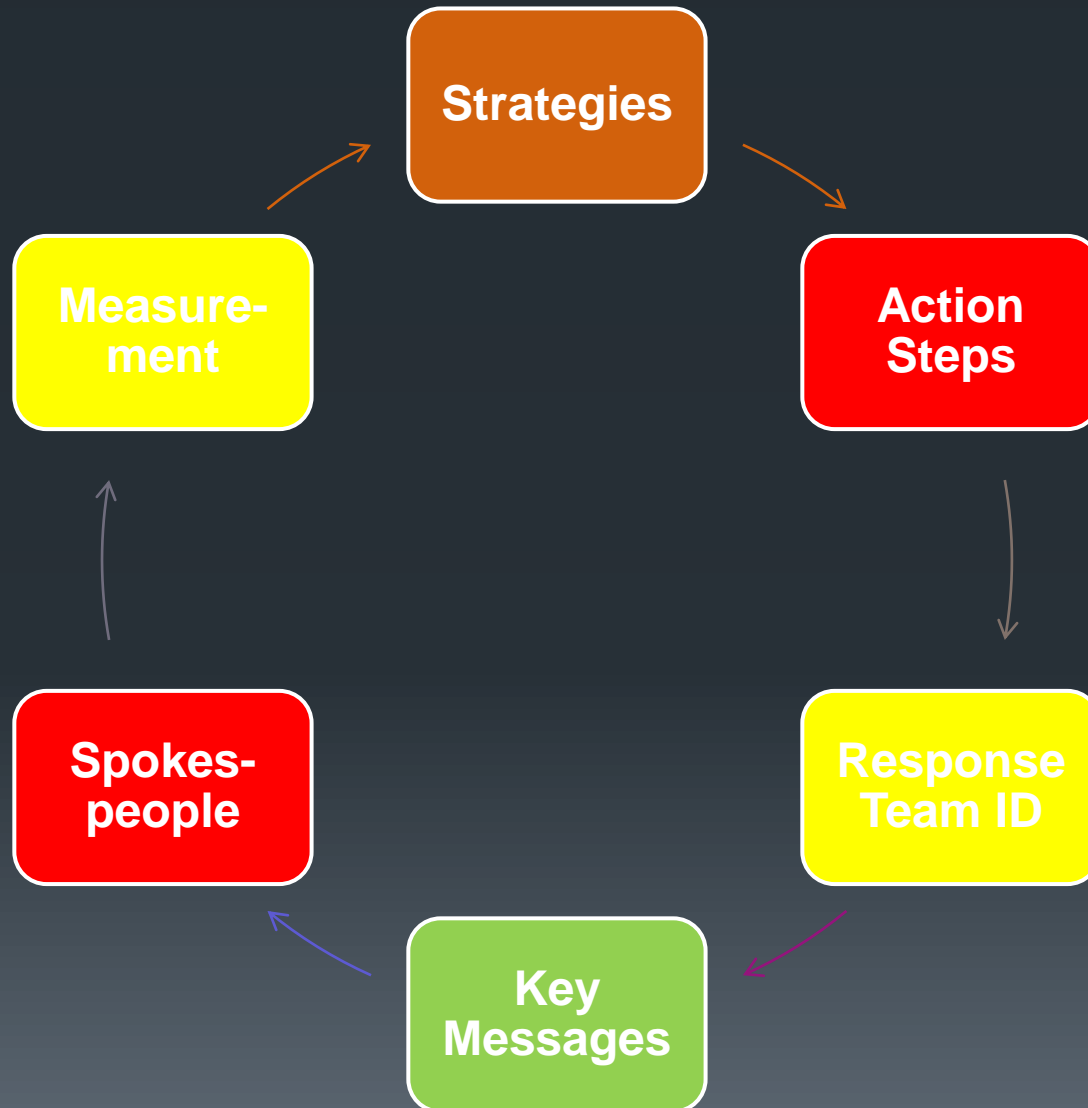 Strategies
Action
Steps
Response
Team ID
Key
Messages
Spokes-
people
Measure-
ment